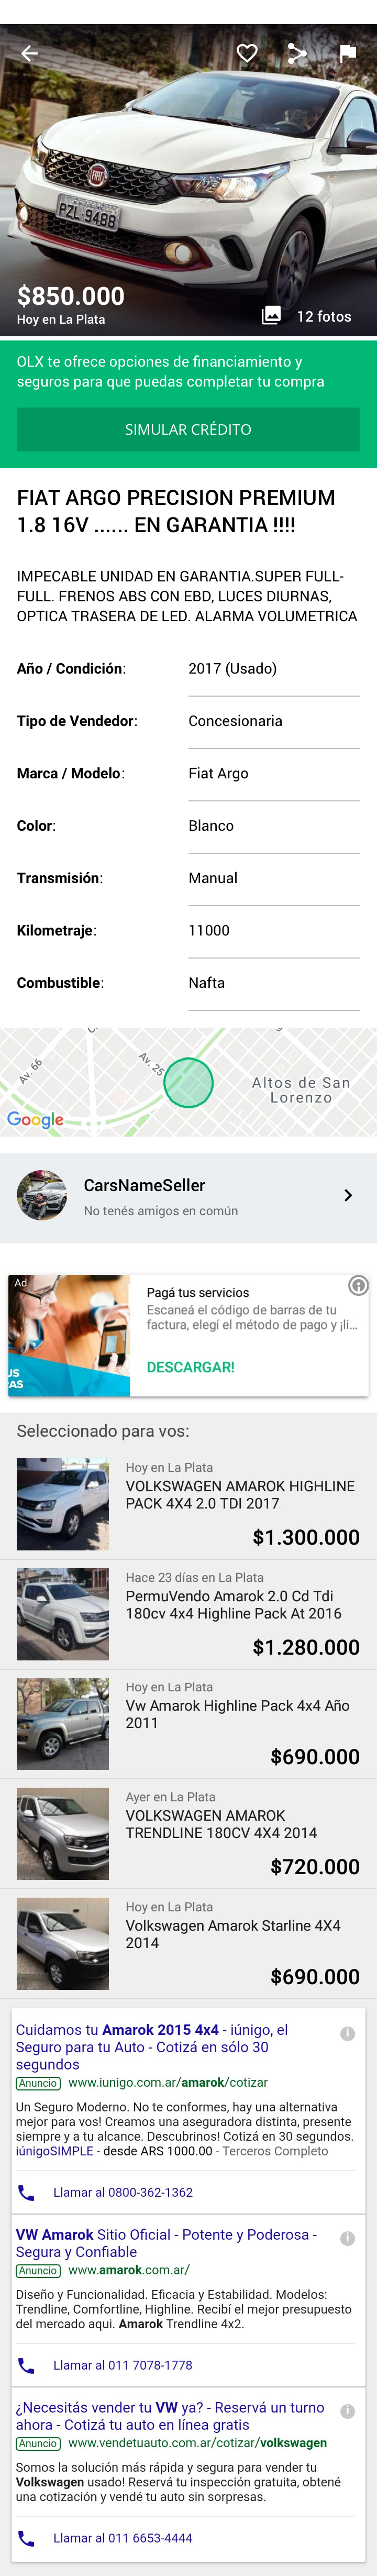 FIAT
PZL·9488
$850.000
Hoy en La Plata
12 fotos
OLX te ofrece opciones de financiamiento y
seguros para que puedas completar tu compra
SIMULAR CRÉDITO
FIAT ARGO PRECISION PREMIUM
1.8 16V ...... EN GARANTIA !!!!
IMPECABLE UNIDAD EN GARANTIA.SUPER FULL-
FULL. FRENOS ABS CON EBD, LUCES DIURNAS,
OPTICA TRASERA DE LED. ALARMA VOLUMETRICA
Año / Condición: 2017 (Usado)
Tipo de Vendedor: Concesionaria
Marca / Modelo: Fiat Argo
Color: Blanco
Transmisión: Manual
Kilometraje: 11000
Combustible: Nafta
Av. 66
Av. 25
Altos de San
Lorenzo
Google
CarsNameSeller
No tenés amigos en común
Ad
Pagá tus servicios
Escaneá el código de barras de tu
factura, elegí el método de pago y ¡li...
DESCARGAR!
US
AS
Seleccionado para vos:
Hoy en La Plata
VOLKSWAGEN AMAROK HIGHLINE
PACK 4X4 2.0 TDI 2017
$1.300.000
Hace 23 días en La Plata
PermuVendo Amarok 2.0 Cd Tdi
180cv 4x4 Highline Pack At 2016
$1.280.000
Hoy en La Plata
Vw Amarok Highline Pack 4x4 Año
2011
$690.000
Ayer en La Plata
VOLKSWAGEN AMAROK
TRENDLINE 180CV 4X4 2014
$720.000
Hoy en La Plata
Volkswagen Amarok Starline 4X4
2014
$690.000
Cuidamos tu Amarok 2015 4x4 - iúnigo, el
Seguro para tu Auto - Cotizá en sólo 30
segundos
Anuncio www.iunigo.com.ar/amarok/cotizar
Un Seguro Moderno. No te conformes, hay una alternativa
mejor para vos! Creamos una aseguradora distinta, presente
siempre y a tu alcance. Descubrinos! Cotizá en 30 segundos.
iúnigoSIMPLE - desde ARS 1000.00 - Terceros Completo
Llamar al 0800-362-1362
VW Amarok Sitio Oficial - Potente y Poderosa -
Segura y Confiable
Anuncio www.amarok.com.ar/
Diseño y Funcionalidad. Eficacia y Estabilidad. Modelos:
Trendline, Comfortline, Highline. Recibí el mejor presupuesto
del mercado aqui. Amarok Trendline 4x2.
Llamar al 011 7078-1778
¿Necesitás vender tu VW ya? - Reservá un turno
ahora - Cotizá tu auto en línea gratis
Anuncio www.vendetuauto.com.ar/cotizar/volkswagen
Somos la solución más rápida y segura para vender tu
Volkswagen usado! Reservá tu inspección gratuita, obtené
una cotización y vendé tu auto sin sorpresas.
Llamar al 011 6653-4444